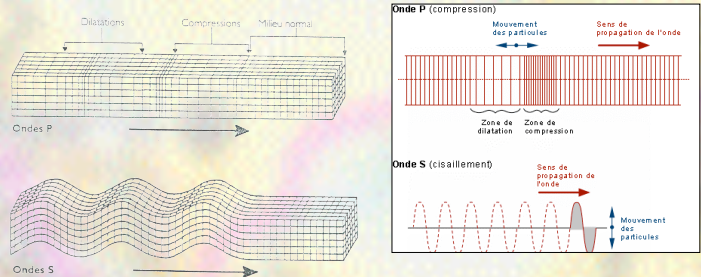 Dilatations
Compressions
Milieu normal
Ondes P
Ondes S
Onde P (compression)
Mouvement
des particules
Sens de
propagation de l'onde
Zone de
dilatation
Zone de
compression
Onde S (cisaillement)
Sens de
propagation de
l'onde
Mouvement
des
particules